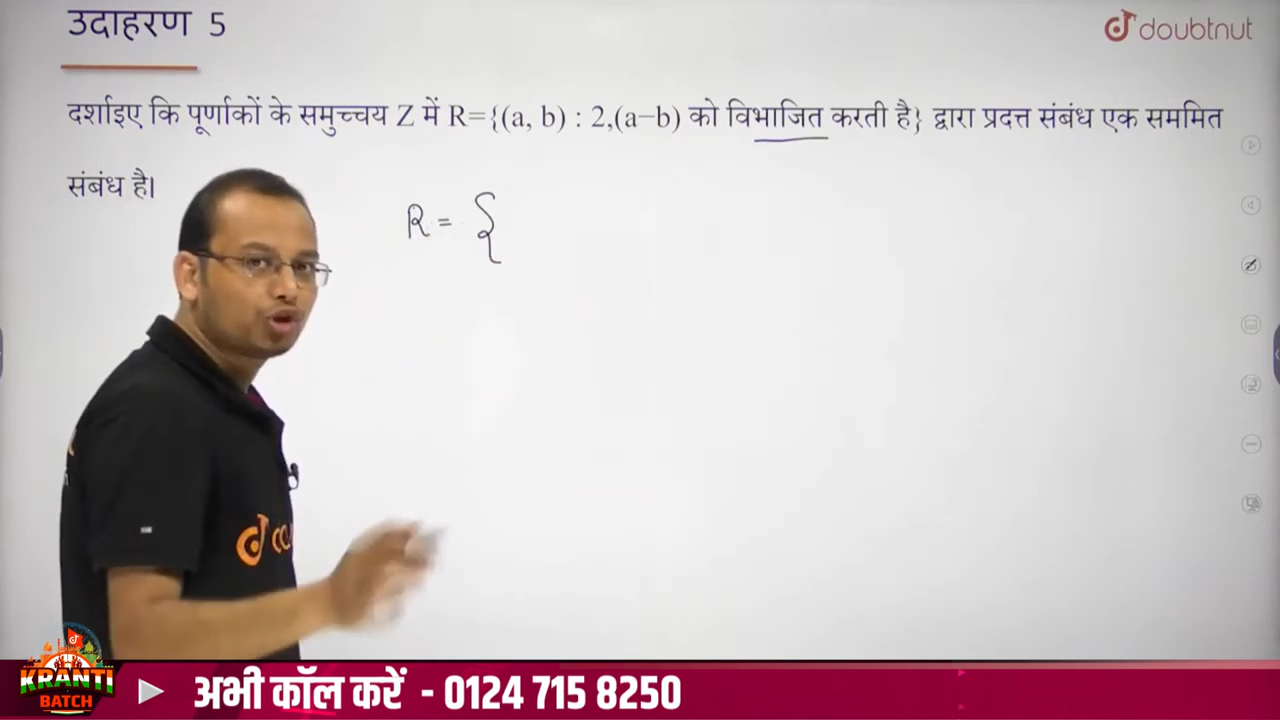 उदाहरण 5
doubtnut
दर्शाइए कि पूर्णाकों के समुच्चय Z में R={(a, b) : 2,(a−b) को विभाजित करती है} द्वारा प्रदत्त संबंध एक सममित
संबंध है।
R = {
KRANTI
BATCH
अभी कॉल करें - 0124 715 8250